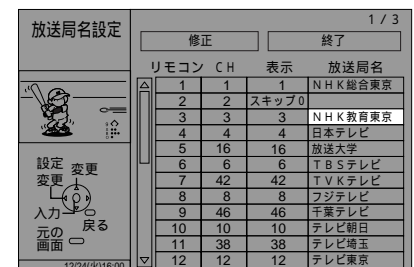 放送局名設定
1 / 3
修正 終了
リモコン CH 表示 放送局名
1 1 1 NHK総合東京
2 2 スキップ0
3 3 3 NHK教育東京
4 4 4 日本テレビ
5 16 16 放送大学
6 6 6 TBSテレビ
7 42 42 TVKテレビ
8 8 8 フジテレビ
9 46 46 千葉テレビ
10 10 10 テレビ朝日
11 38 38 テレビ埼玉
12 12 12 テレビ東京
設定
変更 変更
入力
戻る
元の
画面
12/24(火)16:00